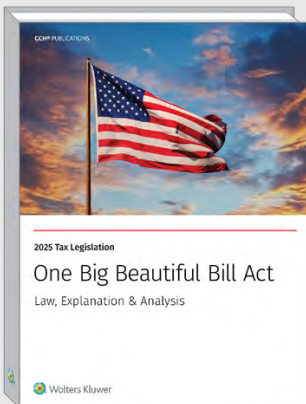 CCH® PUBLICATIONS
2025 Tax Legislation
One Big Beautiful Bill Act
Law, Explanation & Analysis
Wolters Kluwer